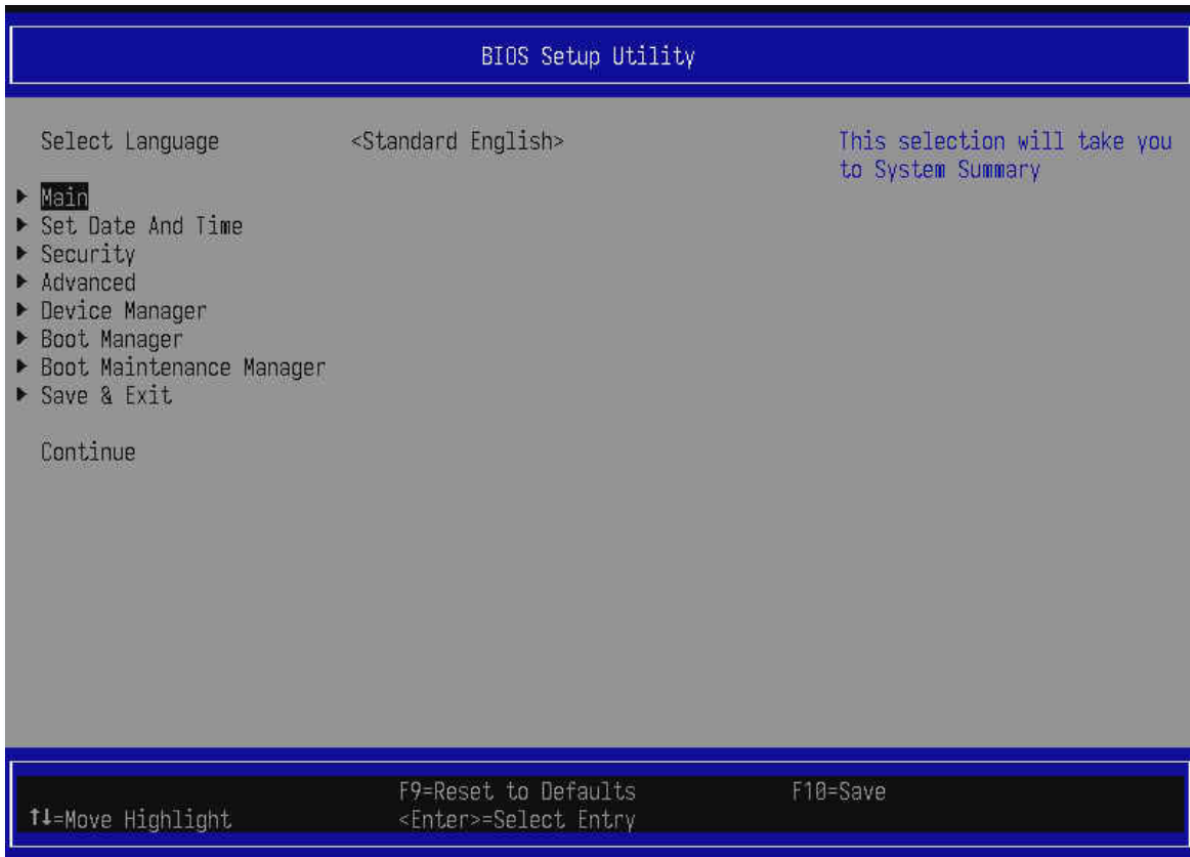 BIOS Setup Utility
Select Language <Standard English>
This selection will take you
to System Summary
Main
Set Date And Time
Security
Advanced
Device Manager
Boot Manager
Boot Maintenance Manager
Save & Exit
Continue
F9=Reset to Defaults F10=Save
↑↓=Move Highlight <Enter>=Select Entry